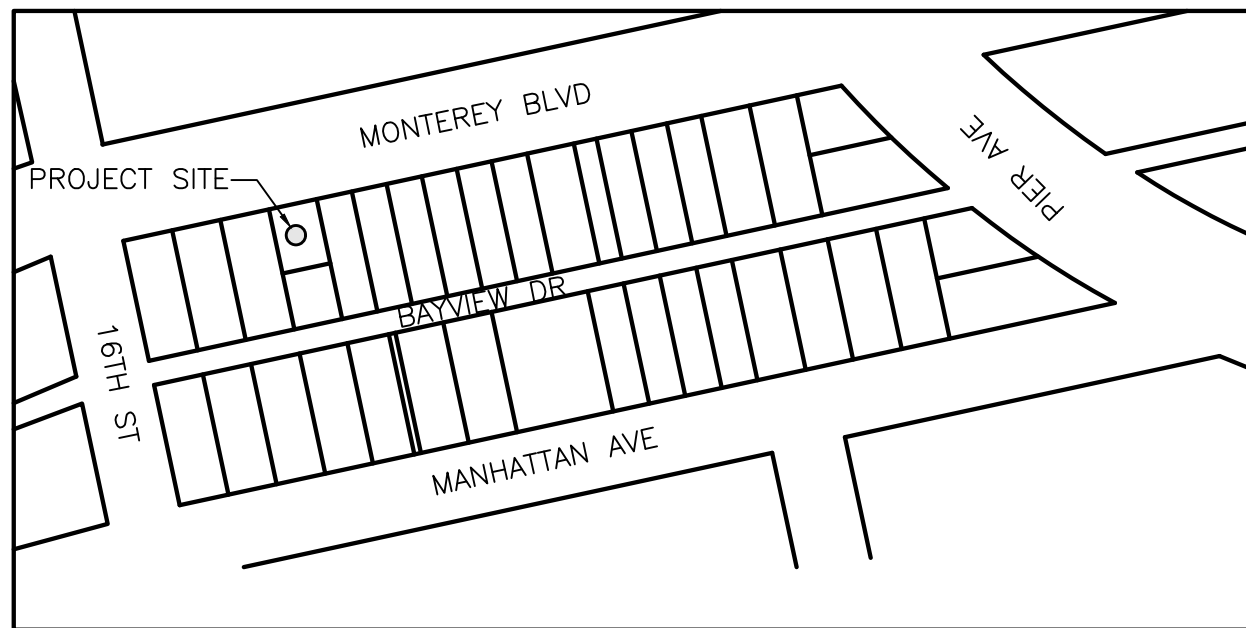 MONTEREY BLVD
PIER AVE
PROJECT SITE
BAYVIEW DR
16TH ST
MANHATTAN AVE